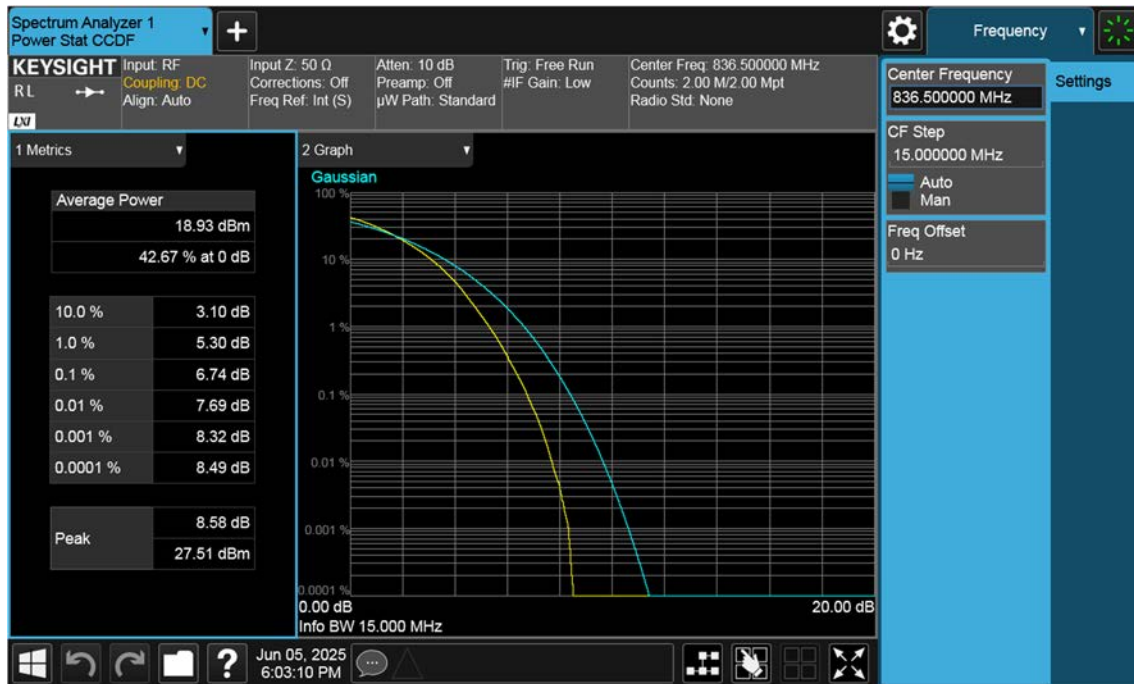 Spectrum Analyzer 1
Power Stat CCDF
Frequency
KEYSIGHT
RL
LXI
Input: RF
Coupling: DC
Align: Auto
Input Z: 50 Ω
Corrections: Off
Freq Ref: Int (S)
Atten: 10 dB
Preamp: Off
µW Path: Standard
Trig: Free Run
#IF Gain: Low
Center Freq: 836.500000 MHz
Counts: 2.00 M/2.00 Mpt
Radio Std: None
Center Frequency
836.500000 MHz
Settings
CF Step
15.000000 MHz
Auto
Man
Freq Offset
0 Hz
1 Metrics
Average Power
18.93 dBm
42.67 % at 0 dB
10.0 % 3.10 dB
1.0 % 5.30 dB
0.1 % 6.74 dB
0.01 % 7.69 dB
0.001 % 8.32 dB
0.0001 % 8.49 dB
Peak
8.58 dB
27.51 dBm
2 Graph
Gaussian
100 %
10 %
1 %
0.1 %
0.01 %
0.001 %
0.0001 %
0.00 dB 20.00 dB
Info BW 15.000 MHz
?
Jun 05, 2025
6:03:10 PM